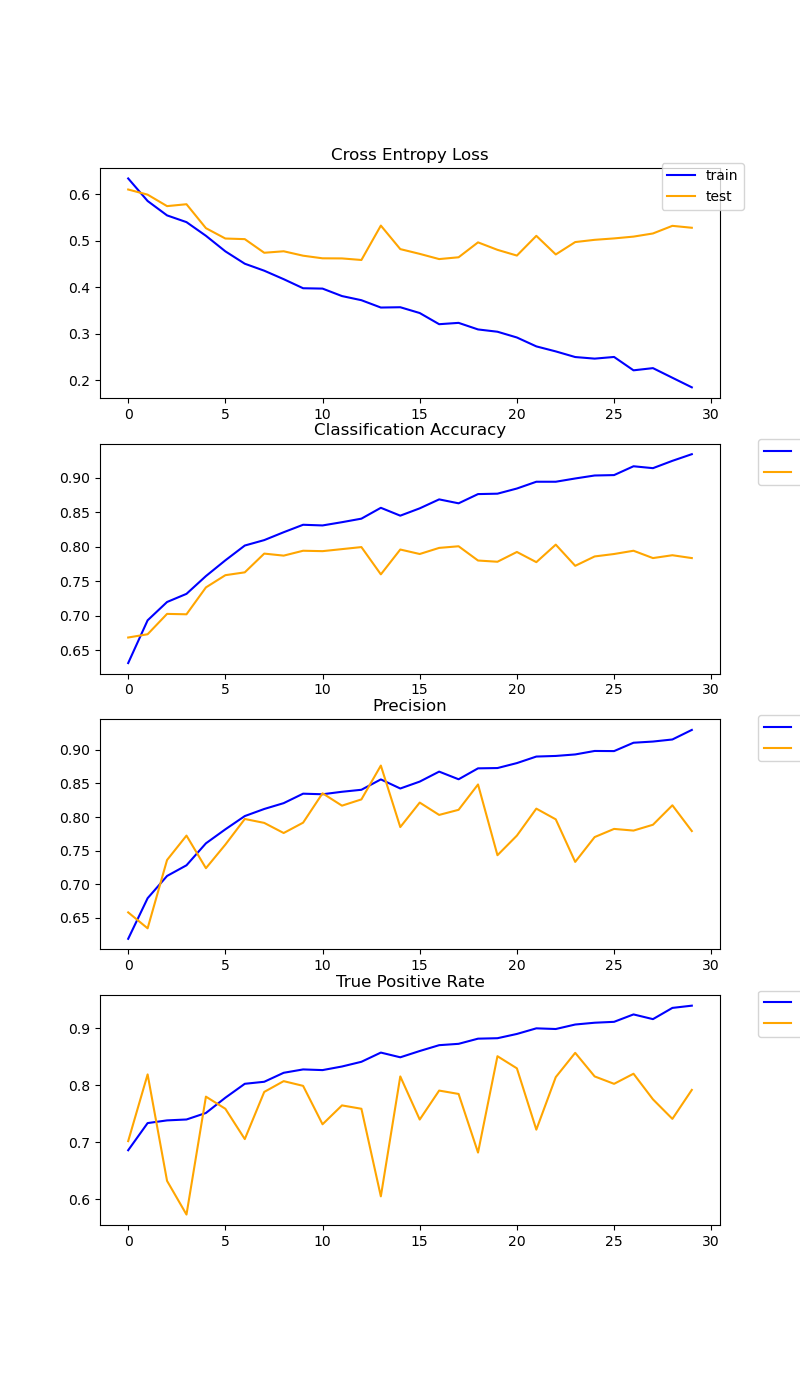 Cross Entropy Loss
train
test
0.6
0.5
0.4
0.3
0.2
0 5 10 15 20 25 30
Classification Accuracy
0.90
0.85
0.80
0.75
0.70
0.65
0 5 10 15 20 25 30
Precision
0.90
0.85
0.80
0.75
0.70
0.65
0 5 10 15 20 25 30
True Positive Rate
0.9
0.8
0.7
0.6
0 5 10 15 20 25 30